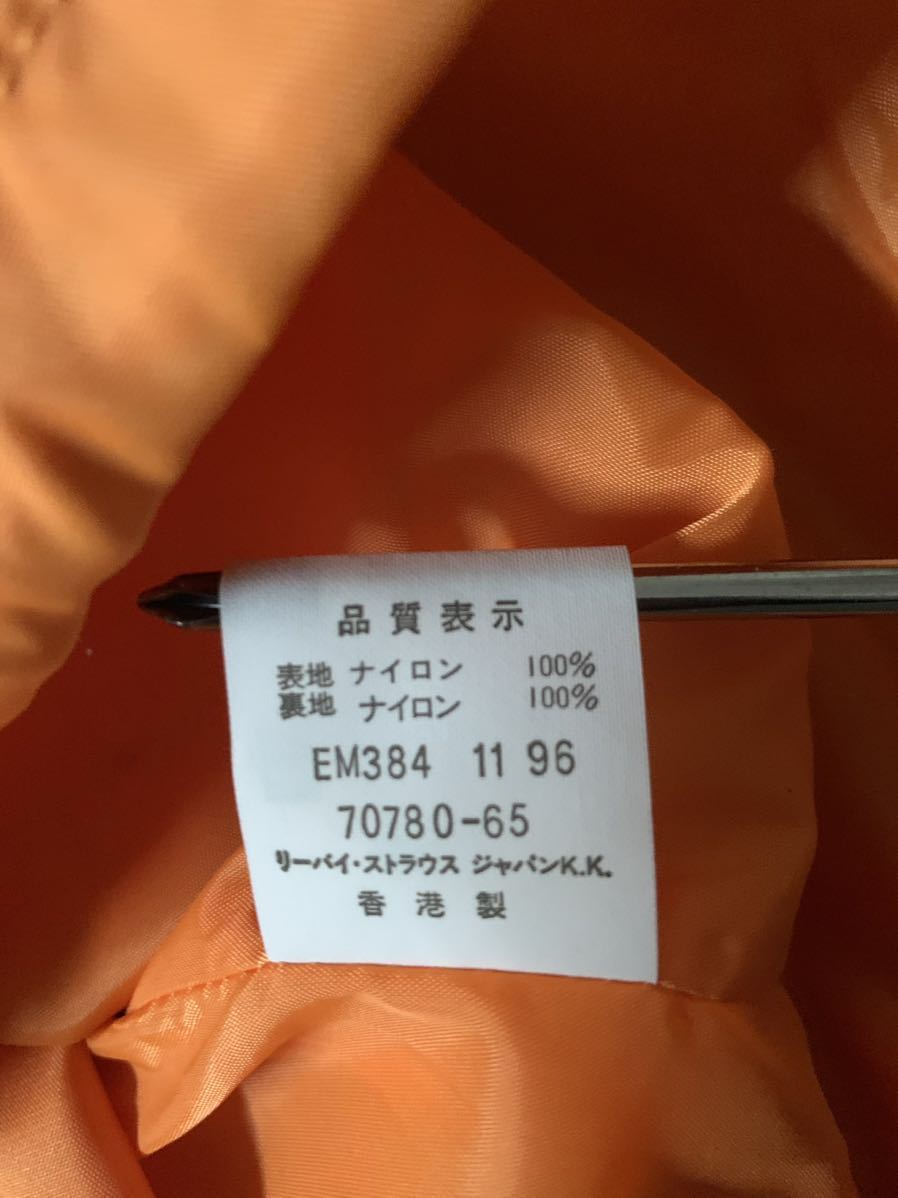 品質表示
表地 ナイロン 100%
裏地 ナイロン 100%
EM384 11 96
70780-65
リーバイ・ストラウス ジャパンK.K.
香港製